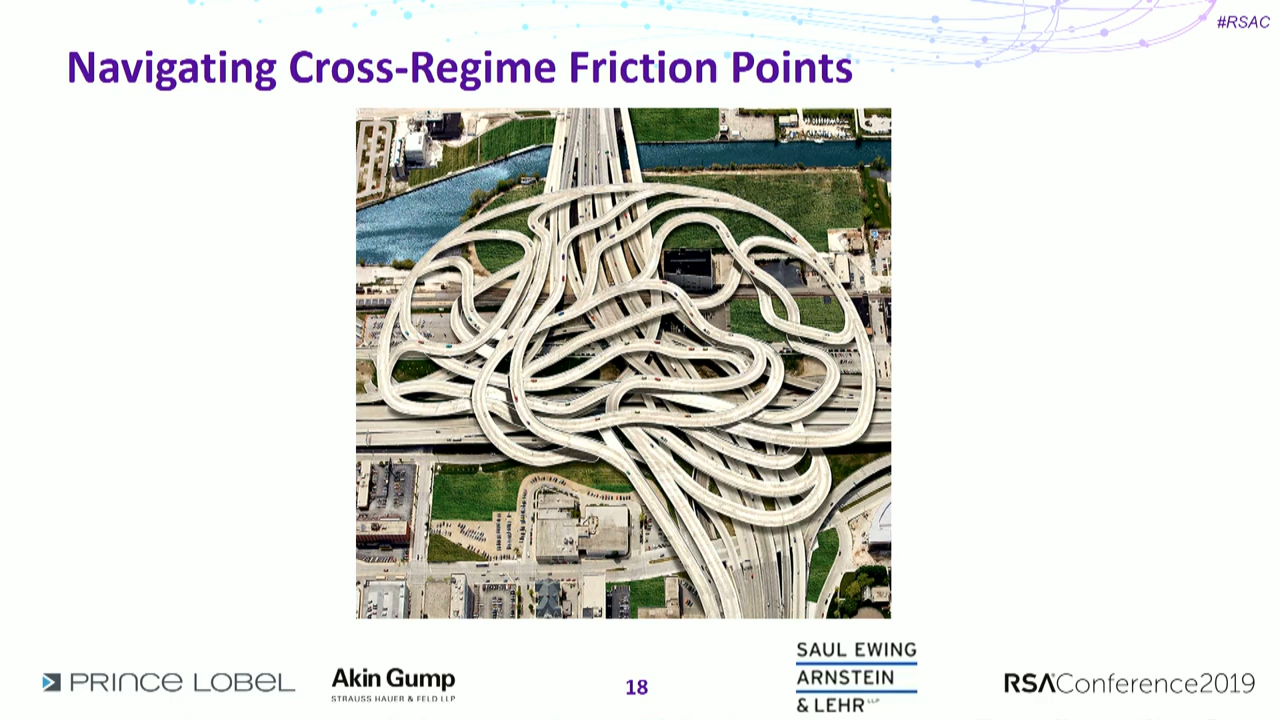 #RSAC
Navigating Cross-Regime Friction Points
PRINCE LOBEL
Akin Gump
STRAUSS HAUER & FELD LLP
18
SAUL EWING
ARNSTEIN
& LEHR LLP
RSAConference2019